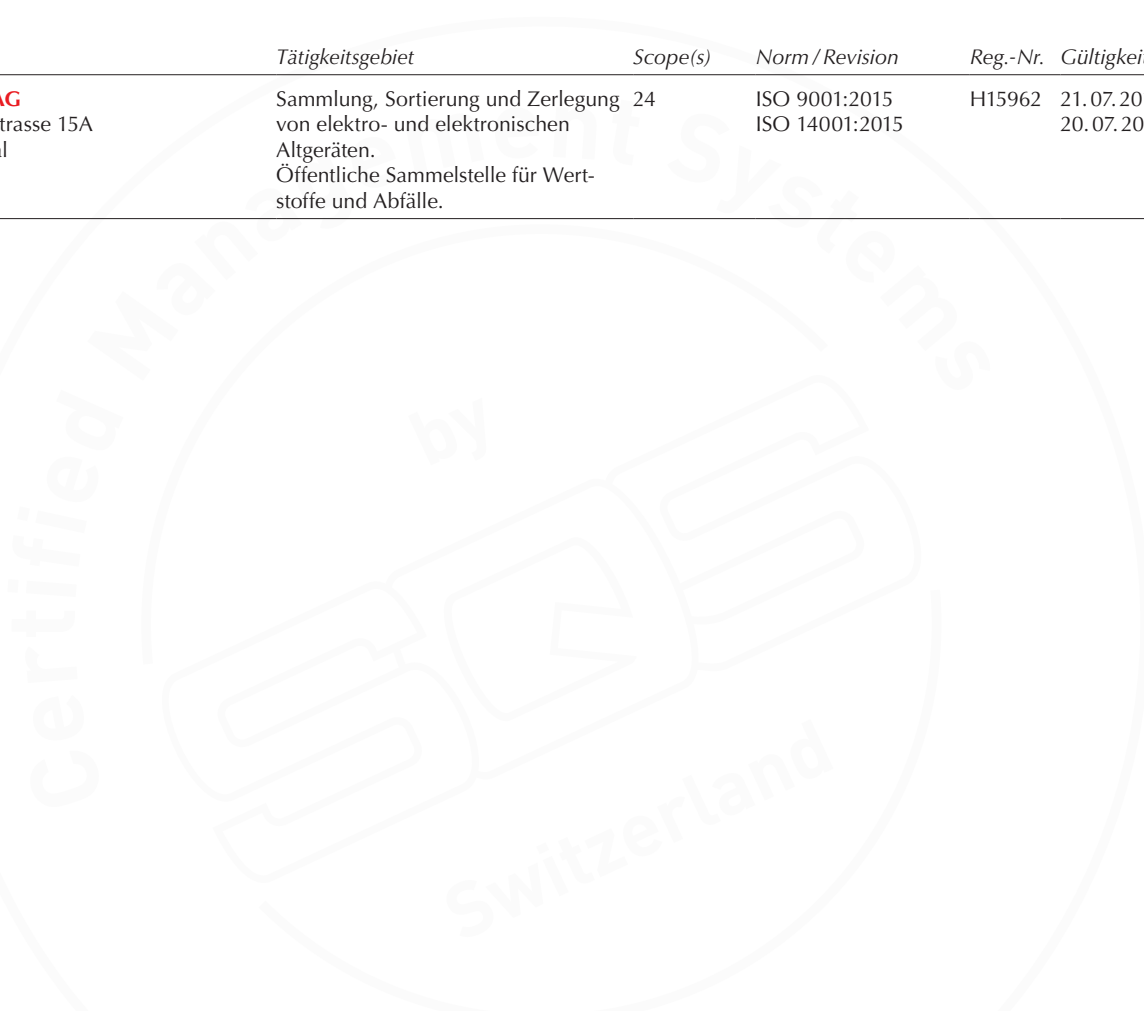 Tätigkeitsgebiet Scope(s) Norm / Revision Reg.-Nr. Gültigkeit
AG Sammlung, Sortierung und Zerlegung 24 ISO 9001:2015 H15962 21.07.20
trasse 15A von elektro- und elektronischen ISO 14001:2015 20.07.20
al Altgeräten.
Öffentliche Sammelstelle für Wert-
stoffe und Abfälle.
Certified Management Systems
by
SQS
Switzerland